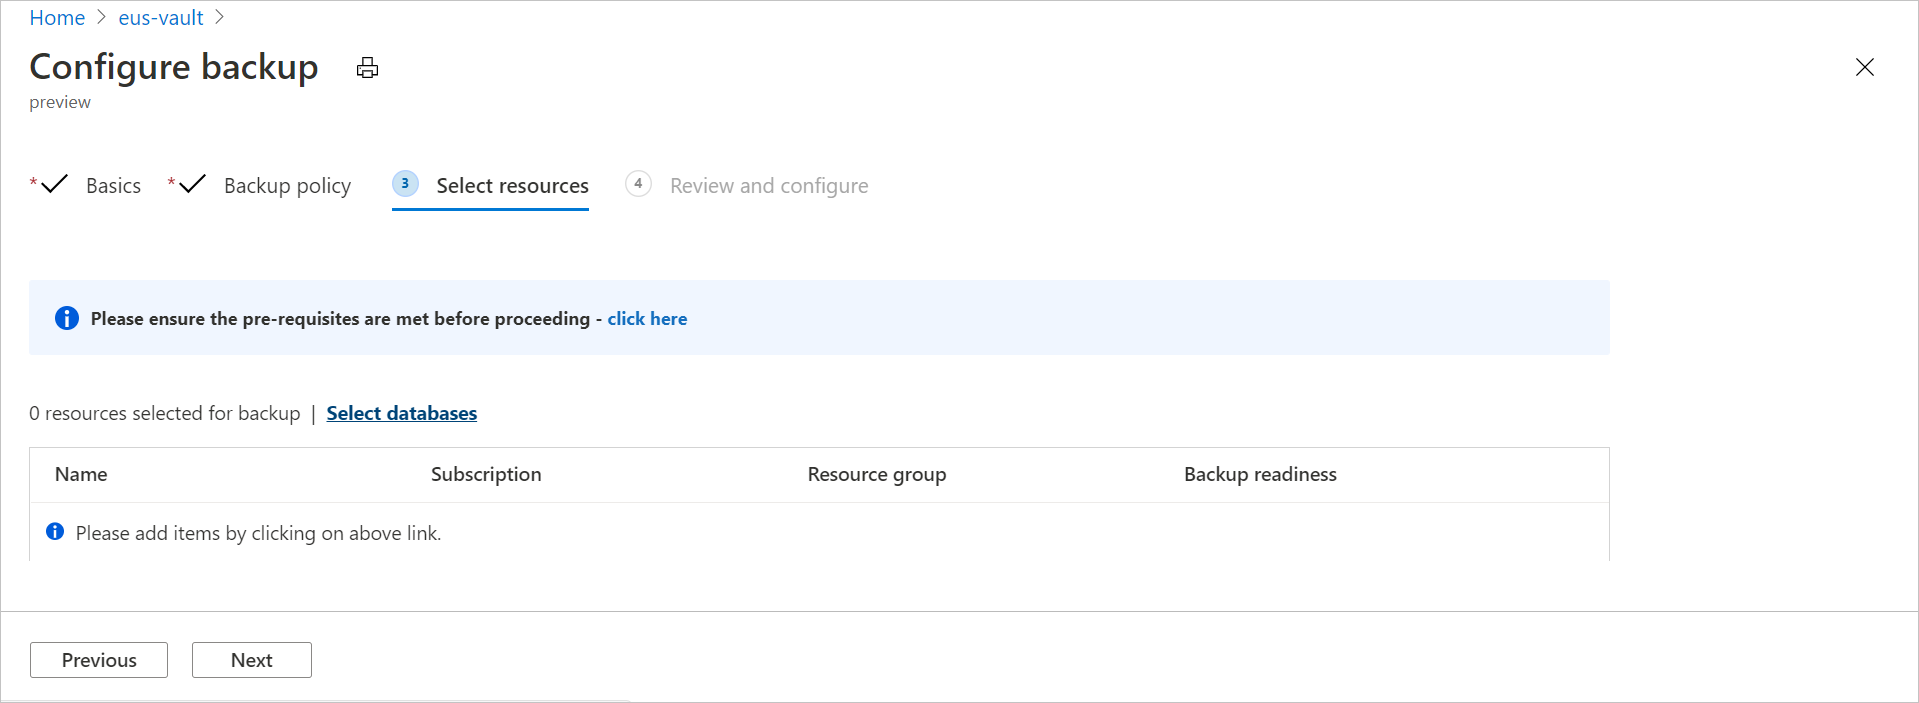 Home > eus-vault >
Configure backup
preview
* Basics * Backup policy 3 Select resources 4 Review and configure
Please ensure the pre-requisites are met before proceeding - click here
0 resources selected for backup | Select databases
Name Subscription Resource group Backup readiness
Please add items by clicking on above link.
Previous Next